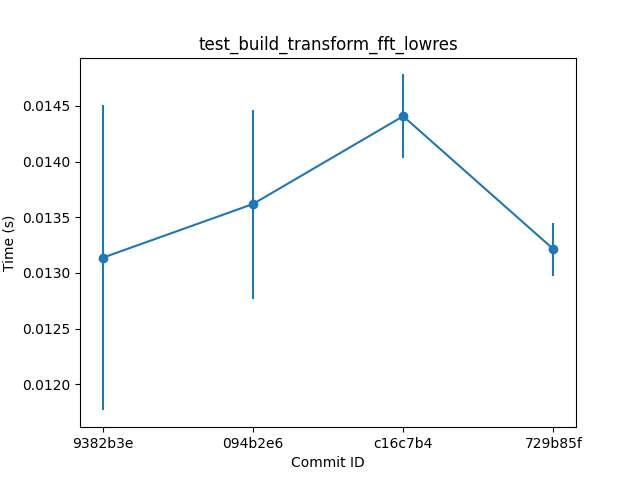 test_build_transform_fft_lowres
Time (s)
0.0145
0.0140
0.0135
0.0130
0.0125
0.0120
9382b3e 094b2e6 c16c7b4 729b85f
Commit ID